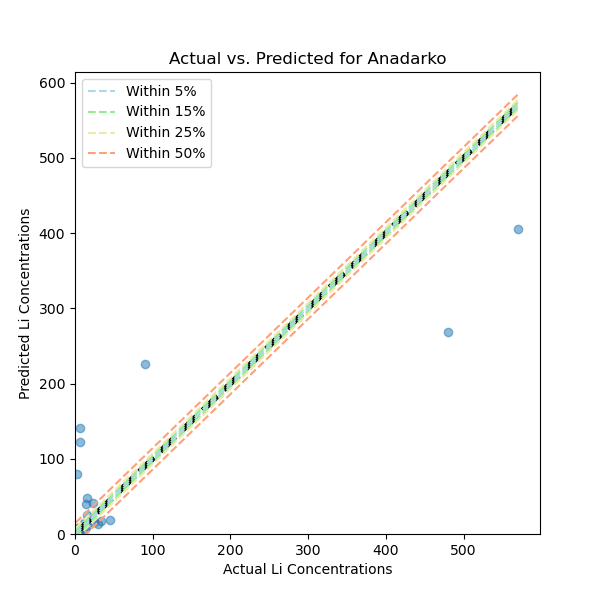 Actual vs. Predicted for Anadarko
Within 5%
Within 15%
Within 25%
Within 50%
600
500
400
300
200
100
0
Predicted Li Concentrations
0 100 200 300 400 500
Actual Li Concentrations